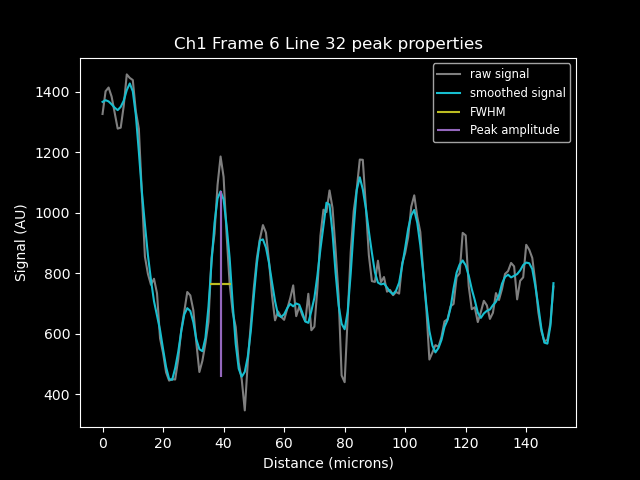 Ch1 Frame 6 Line 32 peak properties
raw signal
smoothed signal
FWHM
Peak amplitude
Signal (AU)
1400
1200
1000
800
600
400
0 20 40 60 80 100 120 140
Distance (microns)